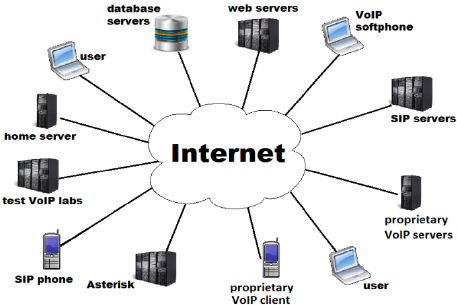 database
servers
web servers
VoIP
softphone
user
SIP servers
home server
Internet
test VoIP labs
proprietary
VoIP servers
SIP phone
Asterisk
proprietary
VoIP client
user